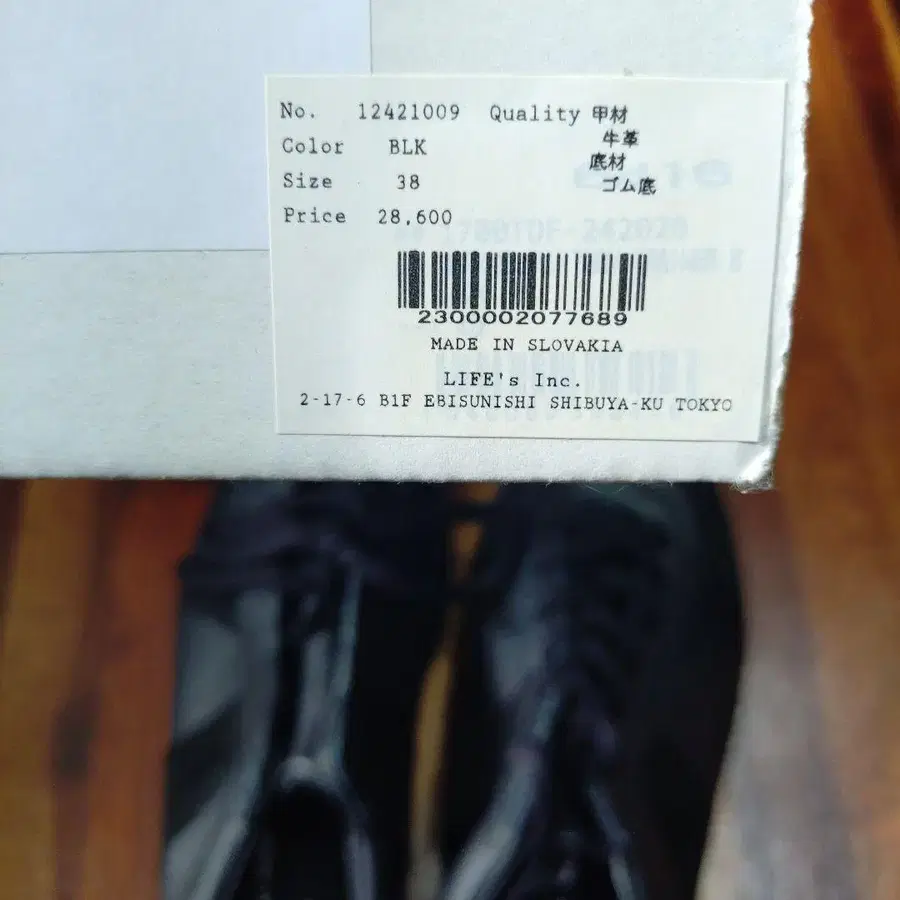 No. 12421009 Quality 甲材
牛革
Color BLK
底材
Size 38 ゴム底
Price 28,600
2300002077689
MADE IN SLOVAKIA
LIFE's Inc.
2-17-6 B1F EBISUNISHI SHIBUYA-KU TOKYO